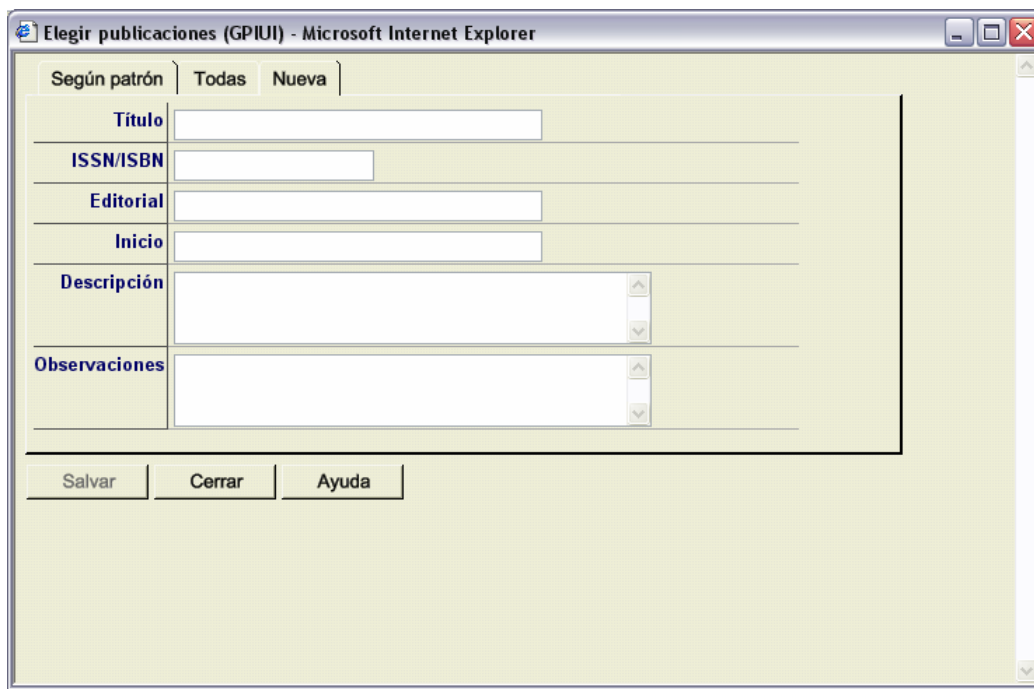 Elegir publicaciones (GPIUI) - Microsoft Internet Explorer
Según patrón Todas Nueva
Título
ISSN/ISBN
Editorial
Inicio
Descripción
Observaciones
Salvar Cerrar Ayuda